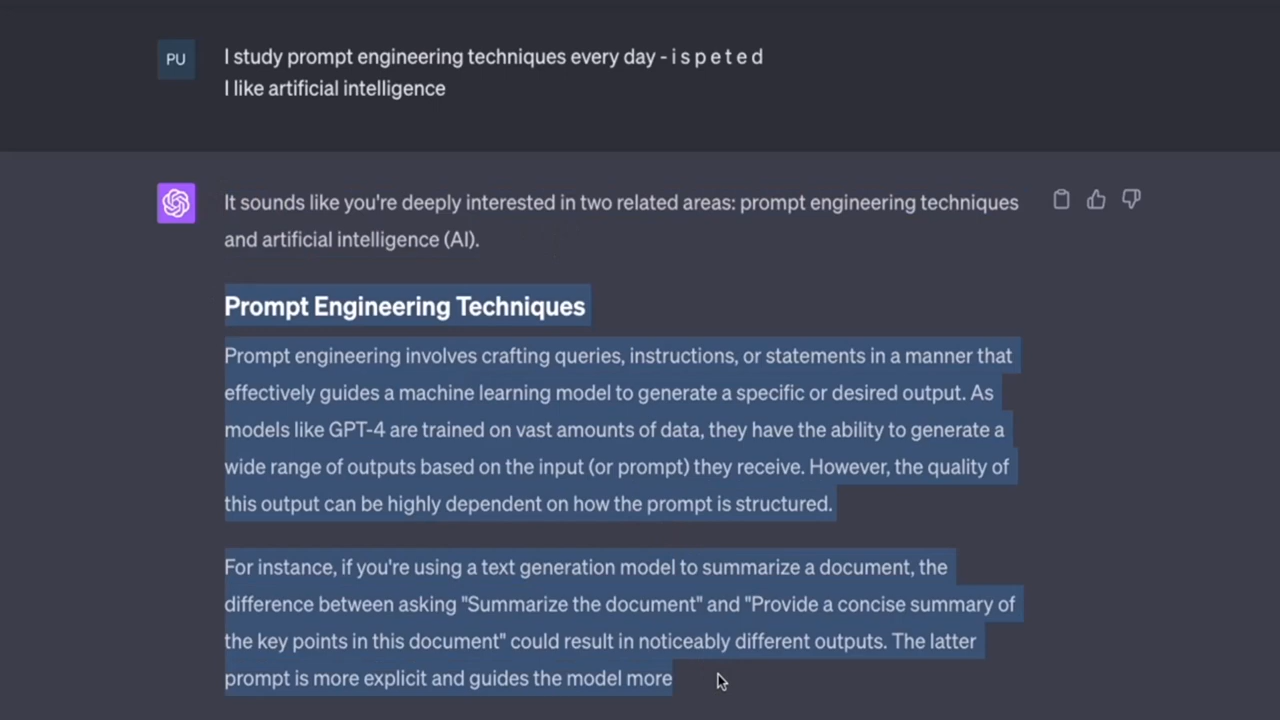 PU
I study prompt engineering techniques every day - i s p e t e d
I like artificial intelligence
It sounds like you're deeply interested in two related areas: prompt engineering techniques
and artificial intelligence (AI).
Prompt Engineering Techniques
Prompt engineering involves crafting queries, instructions, or statements in a manner that
effectively guides a machine learning model to generate a specific or desired output. As
models like GPT-4 are trained on vast amounts of data, they have the ability to generate a
wide range of outputs based on the input (or prompt) they receive. However, the quality of
this output can be highly dependent on how the prompt is structured.
For instance, if you're using a text generation model to summarize a document, the
difference between asking "Summarize the document" and "Provide a concise summary of
the key points in this document" could result in noticeably different outputs. The latter
prompt is more explicit and guides the model more